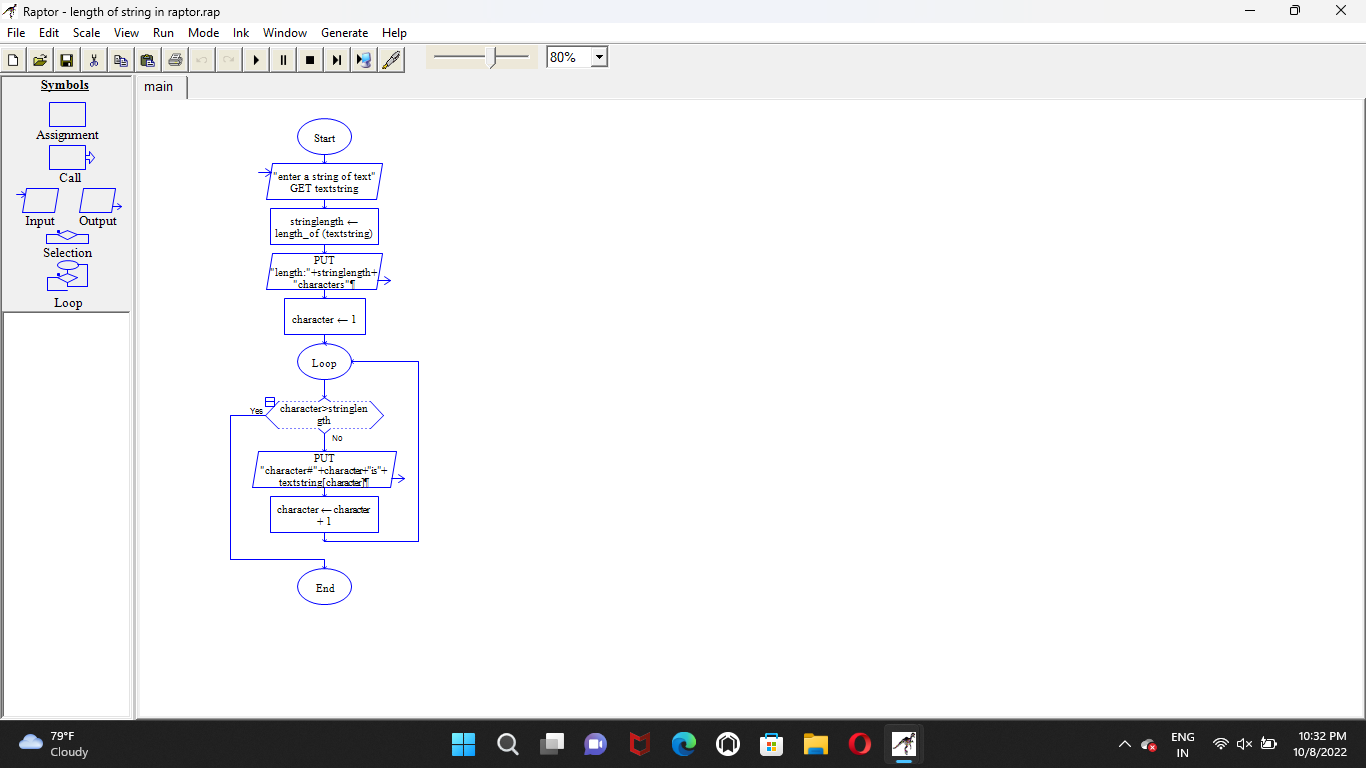 Raptor - length of string in raptor.rap
File Edit Scale View Run Mode Ink Window Generate Help
80%
Symbols
Assignment
Call
Input Output
Selection
Loop
main
Start
"enter a string of text"
GET textstring
stringlength ←
length_of (textstring)
PUT
"length:"+stringlength+
"characters"¶
character ← 1
Loop
Yes
character>stringlen
gth
No
PUT
"character#"+character+"is"+
textstring[character]¶
character ← character
+ 1
End
79°F
Cloudy
ENG
IN
10:32 PM
10/8/2022